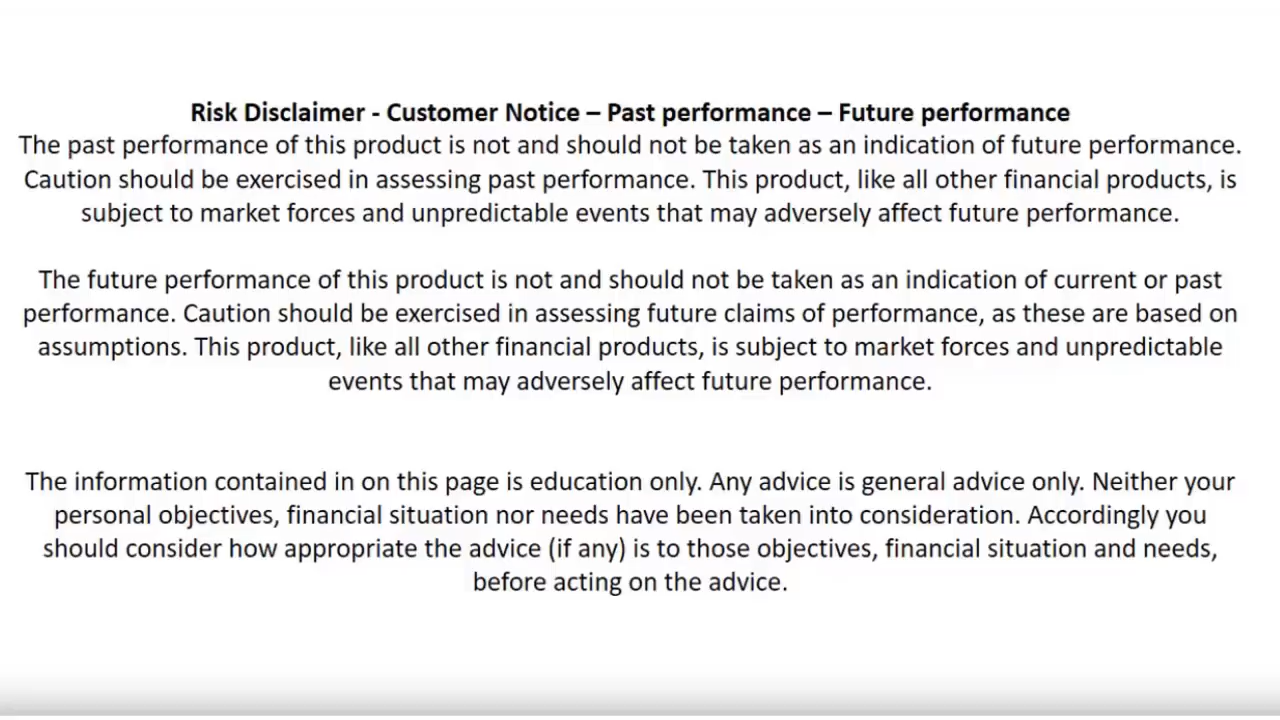 Risk Disclaimer - Customer Notice – Past performance – Future performance
The past performance of this product is not and should not be taken as an indication of future performance.
Caution should be exercised in assessing past performance. This product, like all other financial products, is
subject to market forces and unpredictable events that may adversely affect future performance.
The future performance of this product is not and should not be taken as an indication of current or past
performance. Caution should be exercised in assessing future claims of performance, as these are based on
assumptions. This product, like all other financial products, is subject to market forces and unpredictable
events that may adversely affect future performance.
The information contained in on this page is education only. Any advice is general advice only. Neither your
personal objectives, financial situation nor needs have been taken into consideration. Accordingly you
should consider how appropriate the advice (if any) is to those objectives, financial situation and needs,
before acting on the advice.